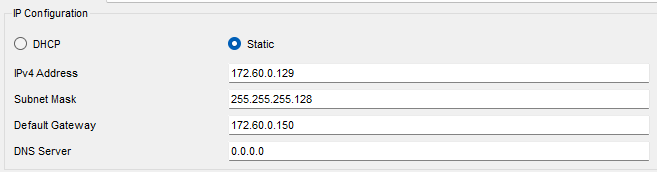 IP Configuration
DHCP Static
IPv4 Address 172.60.0.129
Subnet Mask 255.255.255.128
Default Gateway 172.60.0.150
DNS Server 0.0.0.0